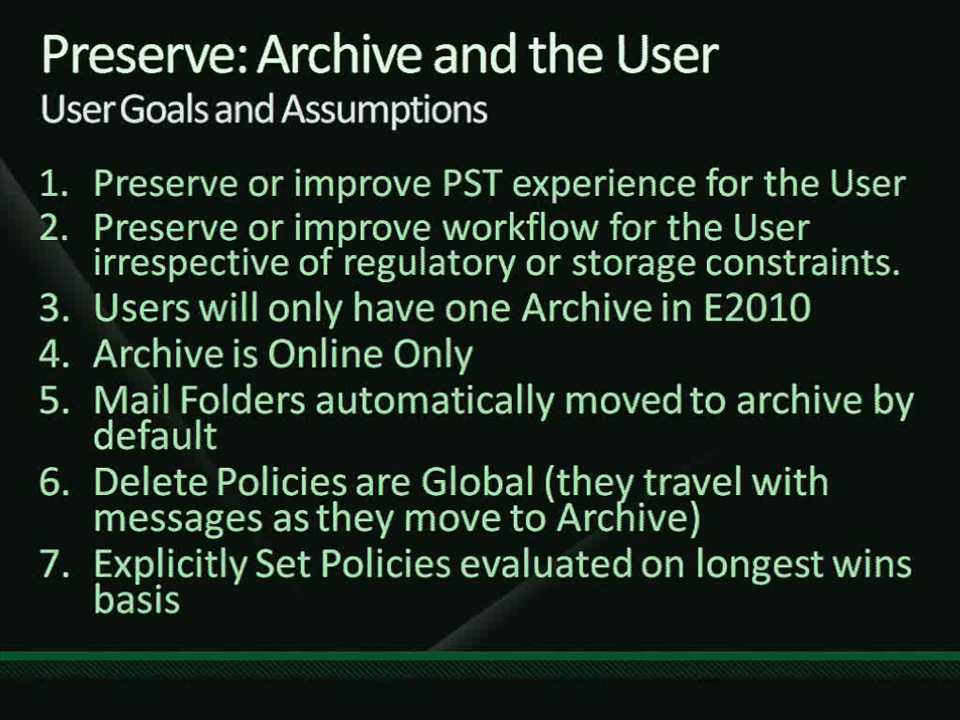 Preserve: Archive and the User
User Goals and Assumptions
1. Preserve or improve PST experience for the User
2. Preserve or improve workflow for the User
irrespective of regulatory or storage constraints.
3. Users will only have one Archive in E2010
4. Archive is Online Only
5. Mail Folders automatically moved to archive by
default
6. Delete Policies are Global (they travel with
messages as they move to Archive)
7. Explicitly Set Policies evaluated on longest wins
basis